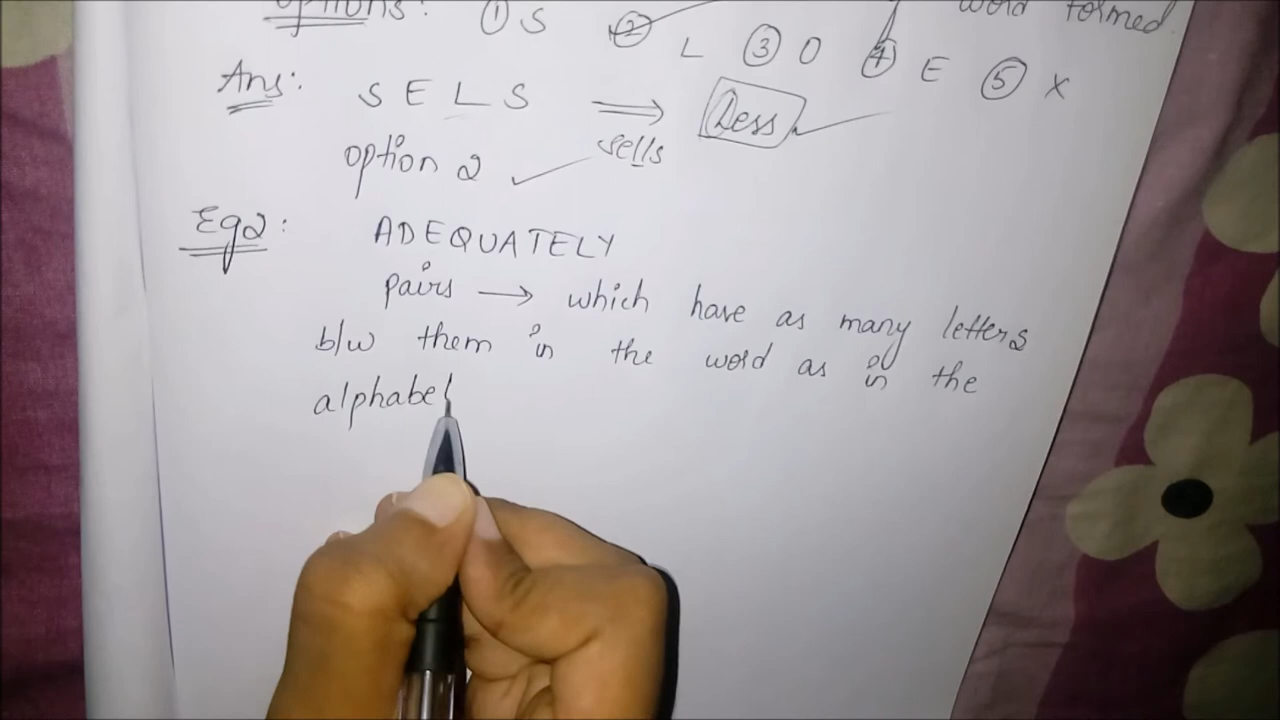 options: ① S ② L ③ O ④ E ⑤ X word formed
Ans: S E L S ⟹ Less
option 2 ✓ sells
Eg2: ADEQUATELY
pairs → which have as many letters
b/w them in the word as in the
alphabet